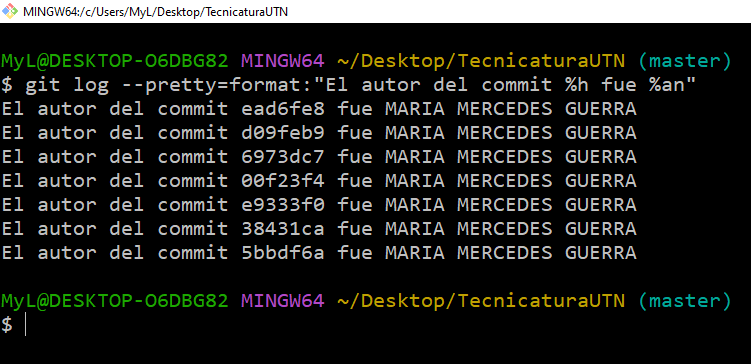 MINGW64:/c/Users/MyL/Desktop/TecnicaturaUTN
MyL@DESKTOP-O6DBG82 MINGW64 ~/Desktop/TecnicaturaUTN (master)
$ git log --pretty=format:"El autor del commit %h fue %an"
El autor del commit ead6fe8 fue MARIA MERCEDES GUERRA
El autor del commit d09feb9 fue MARIA MERCEDES GUERRA
El autor del commit 6973dc7 fue MARIA MERCEDES GUERRA
El autor del commit 00f23f4 fue MARIA MERCEDES GUERRA
El autor del commit e9333f0 fue MARIA MERCEDES GUERRA
El autor del commit 38431ca fue MARIA MERCEDES GUERRA
El autor del commit 5bbdf6a fue MARIA MERCEDES GUERRA
MyL@DESKTOP-O6DBG82 MINGW64 ~/Desktop/TecnicaturaUTN (master)
$